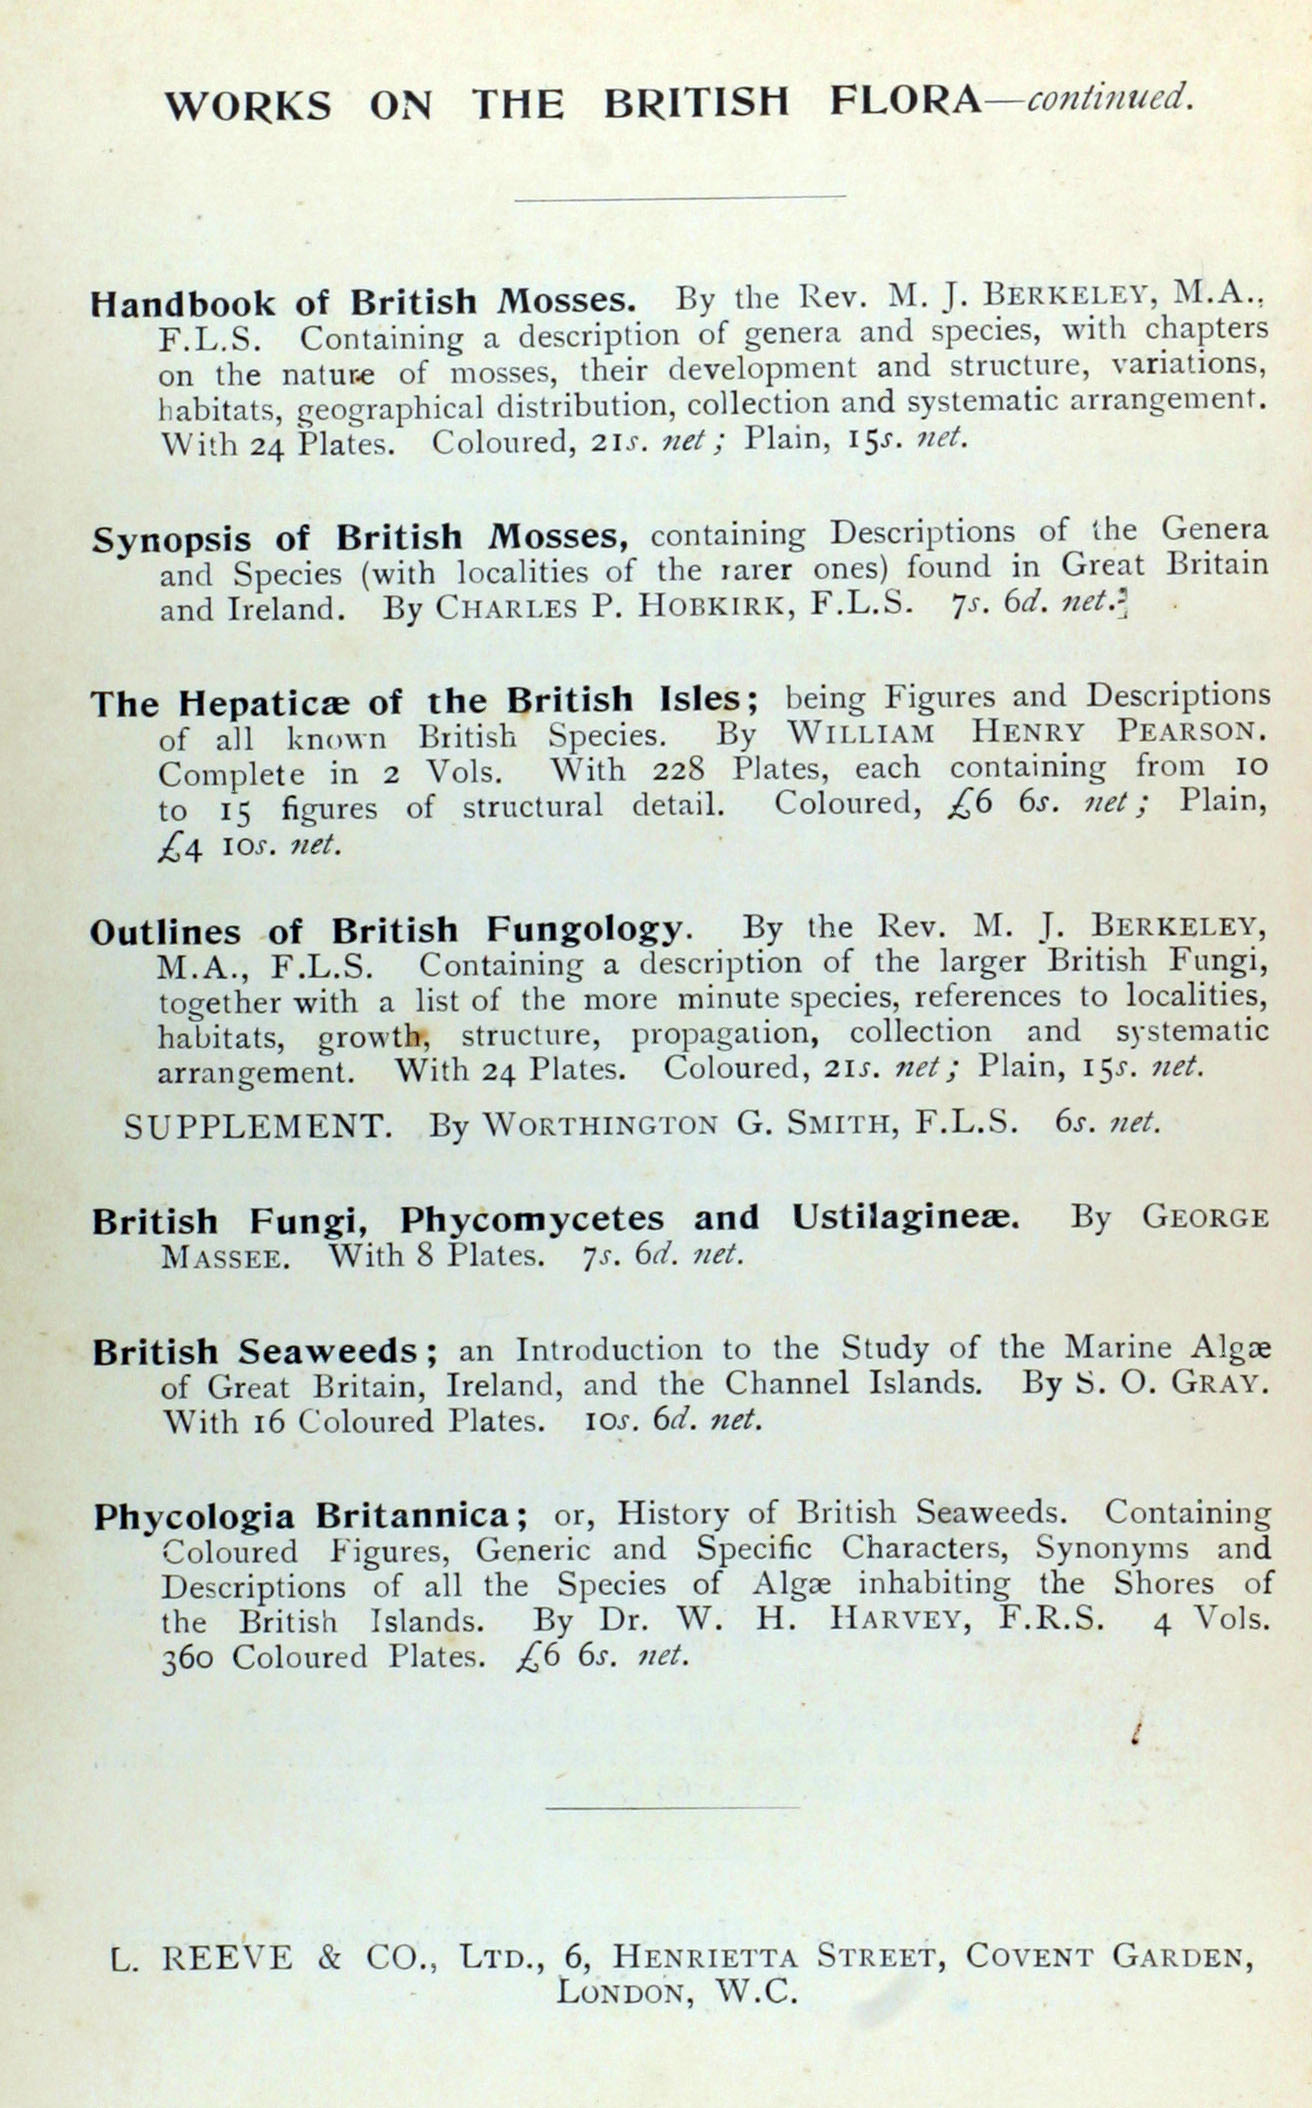 WORKS ON THE BRITISH FLORA—continued.
Handbook of British Mosses. By the Rev. M. J. BERKELEY, M.A.,
F.L.S. Containing a description of genera and species, with chapters
on the nature of mosses, their development and structure, variations,
habitats, geographical distribution, collection and systematic arrangement.
With 24 Plates. Coloured, 21s. net; Plain, 15s. net.
Synopsis of British Mosses, containing Descriptions of the Genera
and Species (with localities of the rarer ones) found in Great Britain
and Ireland. By CHARLES P. HOBKIRK, F.L.S. 7s. 6d. net.
The Hepaticæ of the British Isles; being Figures and Descriptions
of all known British Species. By WILLIAM HENRY PEARSON.
Complete in 2 Vols. With 228 Plates, each containing from 10
to 15 figures of structural detail. Coloured, £6 6s. net; Plain,
£4 10s. net.
Outlines of British Fungology. By the Rev. M. J. BERKELEY,
M.A., F.L.S. Containing a description of the larger British Fungi,
together with a list of the more minute species, references to localities,
habitats, growth, structure, propagation, collection and systematic
arrangement. With 24 Plates. Coloured, 21s. net; Plain, 15s. net.
SUPPLEMENT. By WORTHINGTON G. SMITH, F.L.S. 6s. net.
British Fungi, Phycomycetes and Ustilagineæ. By GEORGE
MASSEE. With 8 Plates. 7s. 6d. net.
British Seaweeds; an Introduction to the Study of the Marine Algæ
of Great Britain, Ireland, and the Channel Islands. By S. O. GRAY.
With 16 Coloured Plates. 10s. 6d. net.
Phycologia Britannica; or, History of British Seaweeds. Containing
Coloured Figures, Generic and Specific Characters, Synonyms and
Descriptions of all the Species of Algæ inhabiting the Shores of
the British Islands. By Dr. W. H. HARVEY, F.R.S. 4 Vols.
360 Coloured Plates. £6 6s. net.
L. REEVE & CO., LTD., 6, HENRIETTA STREET, COVENT GARDEN,
LONDON, W.C.